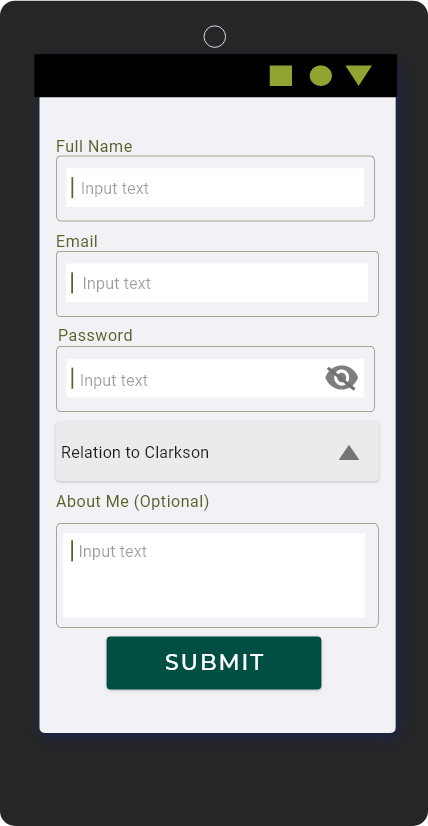 Full Name
Input text
Email
Input text
Password
Input text
Relation to Clarkson
About Me (Optional)
Input text
SUBMIT